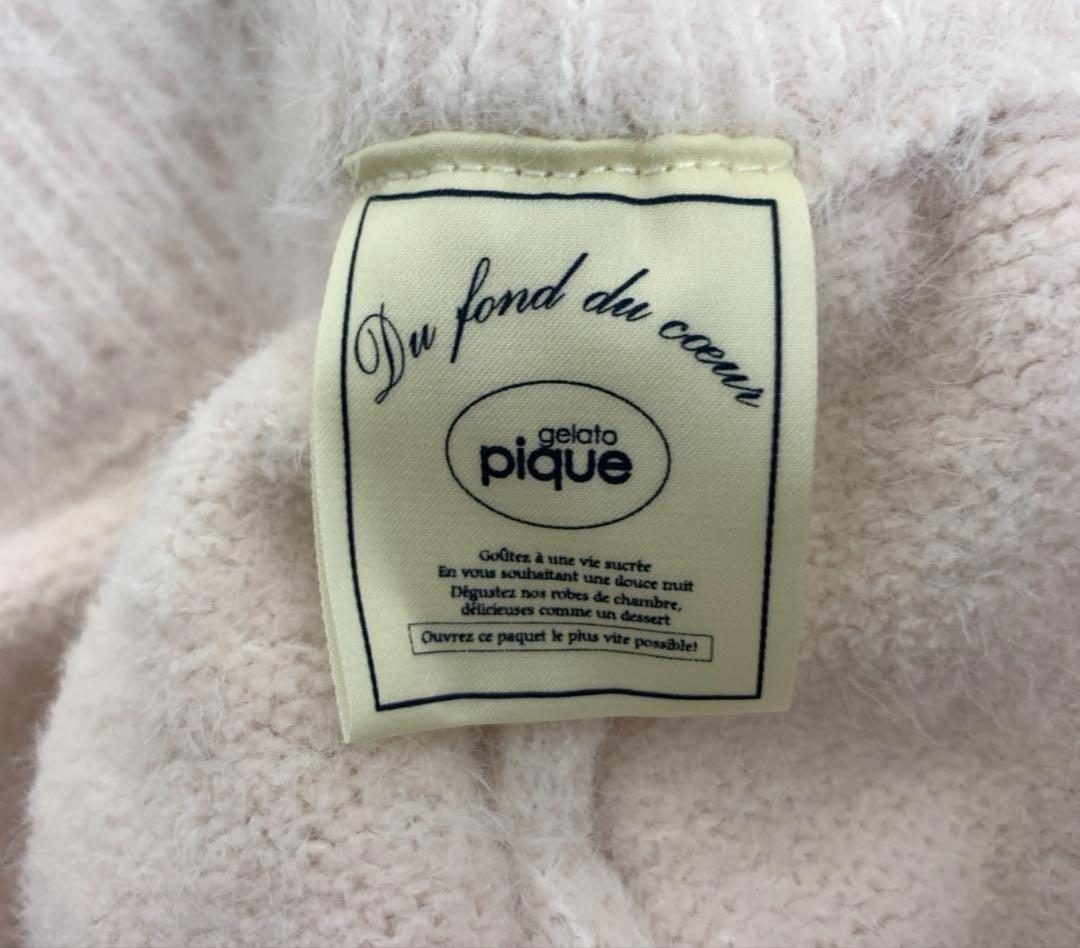 Du fond du cœur
gelato
pique
Goûtez à une vie sucrée
En vous souhaitant une douce nuit
Dégustez nos robes de chambre,
délicieuses comme un dessert
Ouvrez ce paquet le plus vite possible!